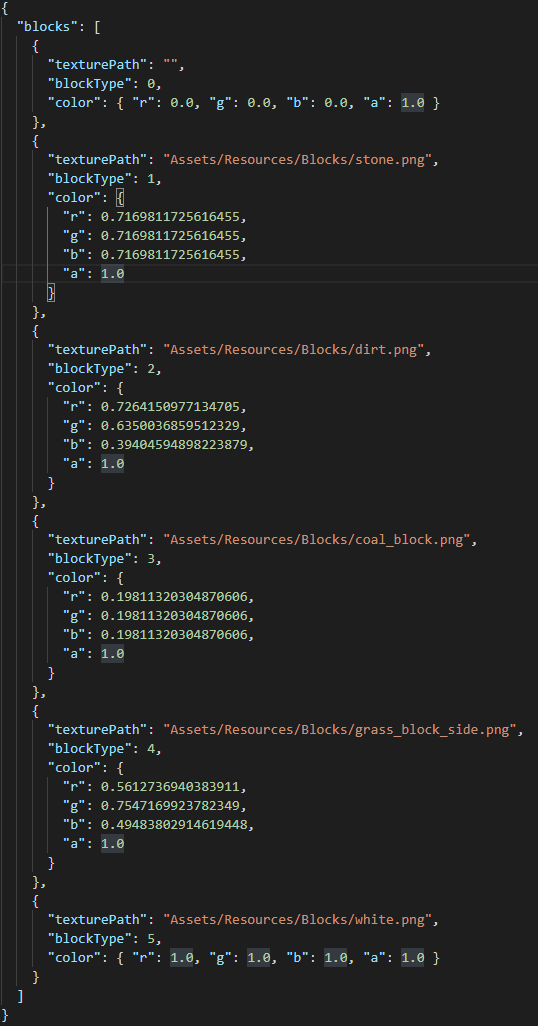 {
  "blocks": [
    {
      "texturePath": "",
      "blockType": 0,
      "color": { "r": 0.0, "g": 0.0, "b": 0.0, "a": 1.0 }
    },
    {
      "texturePath": "Assets/Resources/Blocks/stone.png",
      "blockType": 1,
      "color": {
        "r": 0.7169811725616455,
        "g": 0.7169811725616455,
        "b": 0.7169811725616455,
        "a": 1.0
      }
    },
    {
      "texturePath": "Assets/Resources/Blocks/dirt.png",
      "blockType": 2,
      "color": {
        "r": 0.7264150977134705,
        "g": 0.6350036859512329,
        "b": 0.39404594898223879,
        "a": 1.0
      }
    },
    {
      "texturePath": "Assets/Resources/Blocks/coal_block.png",
      "blockType": 3,
      "color": {
        "r": 0.19811320304870606,
        "g": 0.19811320304870606,
        "b": 0.19811320304870606,
        "a": 1.0
      }
    },
    {
      "texturePath": "Assets/Resources/Blocks/grass_block_side.png",
      "blockType": 4,
      "color": {
        "r": 0.5612736940383911,
        "g": 0.7547169923782349,
        "b": 0.49483802914619448,
        "a": 1.0
      }
    },
    {
      "texturePath": "Assets/Resources/Blocks/white.png",
      "blockType": 5,
      "color": { "r": 1.0, "g": 1.0, "b": 1.0, "a": 1.0 }
    }
  ]
}